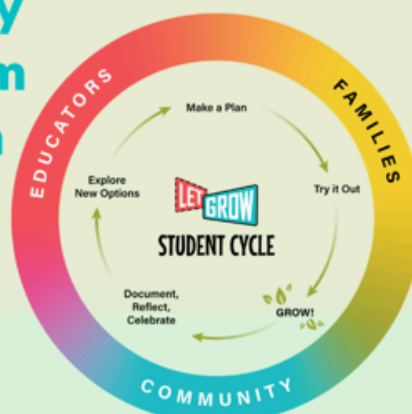 EDUCATORS
FAMILIES
COMMUNITY
Make a Plan
Try it Out
GROW!
Document,
Reflect,
Celebrate
Explore
New Options
LET
GROW
STUDENT CYCLE